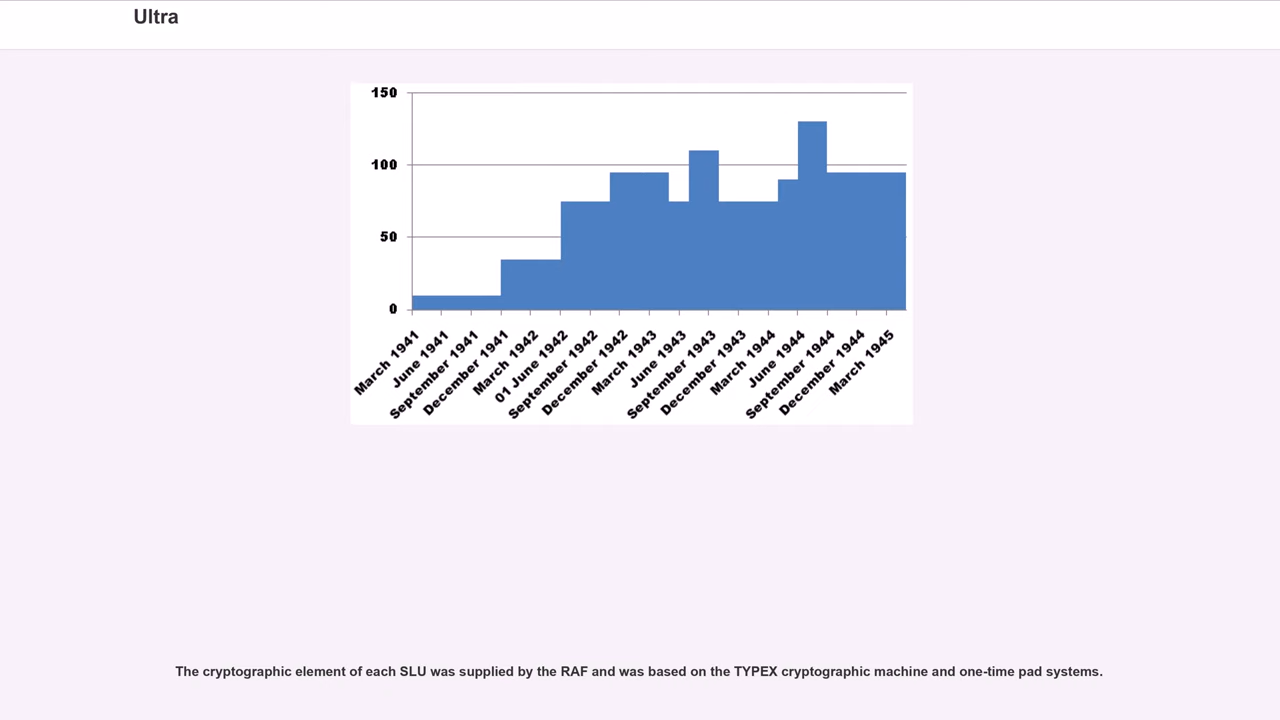 Ultra
150
100
50
0
March 1941
June 1941
September 1941
December 1941
March 1942
01 June 1942
September 1942
December 1942
March 1943
June 1943
September 1943
December 1943
March 1944
June 1944
September 1944
December 1944
March 1945
The cryptographic element of each SLU was supplied by the RAF and was based on the TYPEX cryptographic machine and one-time pad systems.